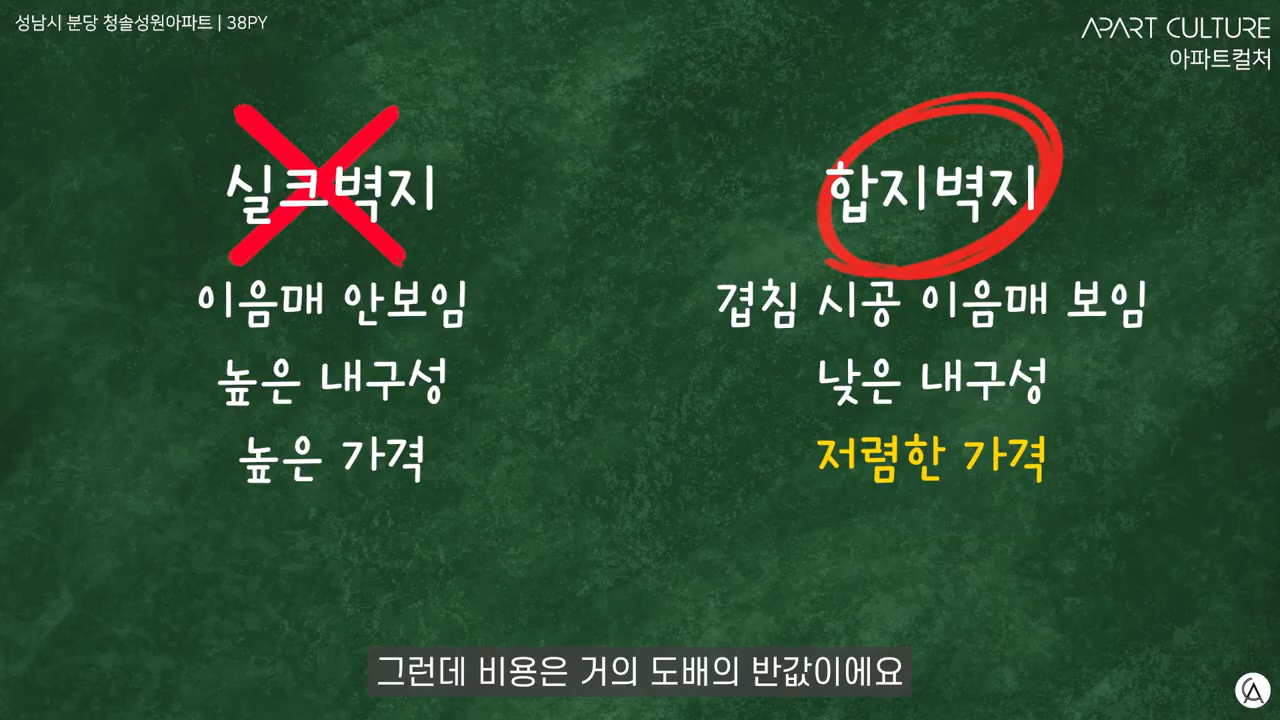 성남시 분당 청솔성원아파트 | 38PY
APART CULTURE
아파트컬처
실크벽지
합지벽지
이음매 안보임
겹침 시공 이음매 보임
높은 내구성
낮은 내구성
높은 가격
저렴한 가격
그런데 비용은 거의 도배의 반값이에요